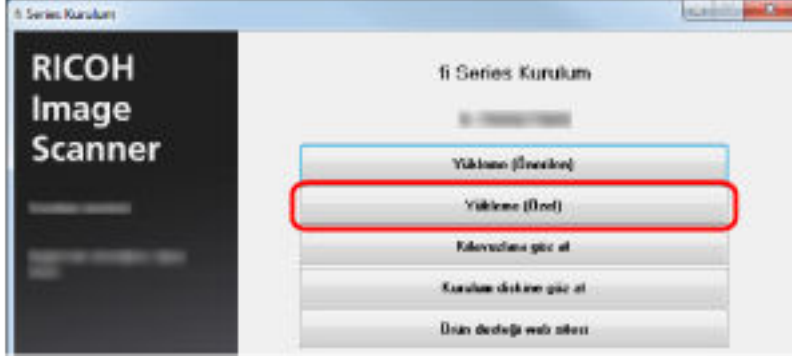 fi Series Kurulum
RICOH
Image
Scanner
fi Series Kurulum
Yükleme (Önerilen)
Yükleme (Özel)
Kılavuzlara göz at
Kurulum diskine göz at
Ürün desteği web sitesi